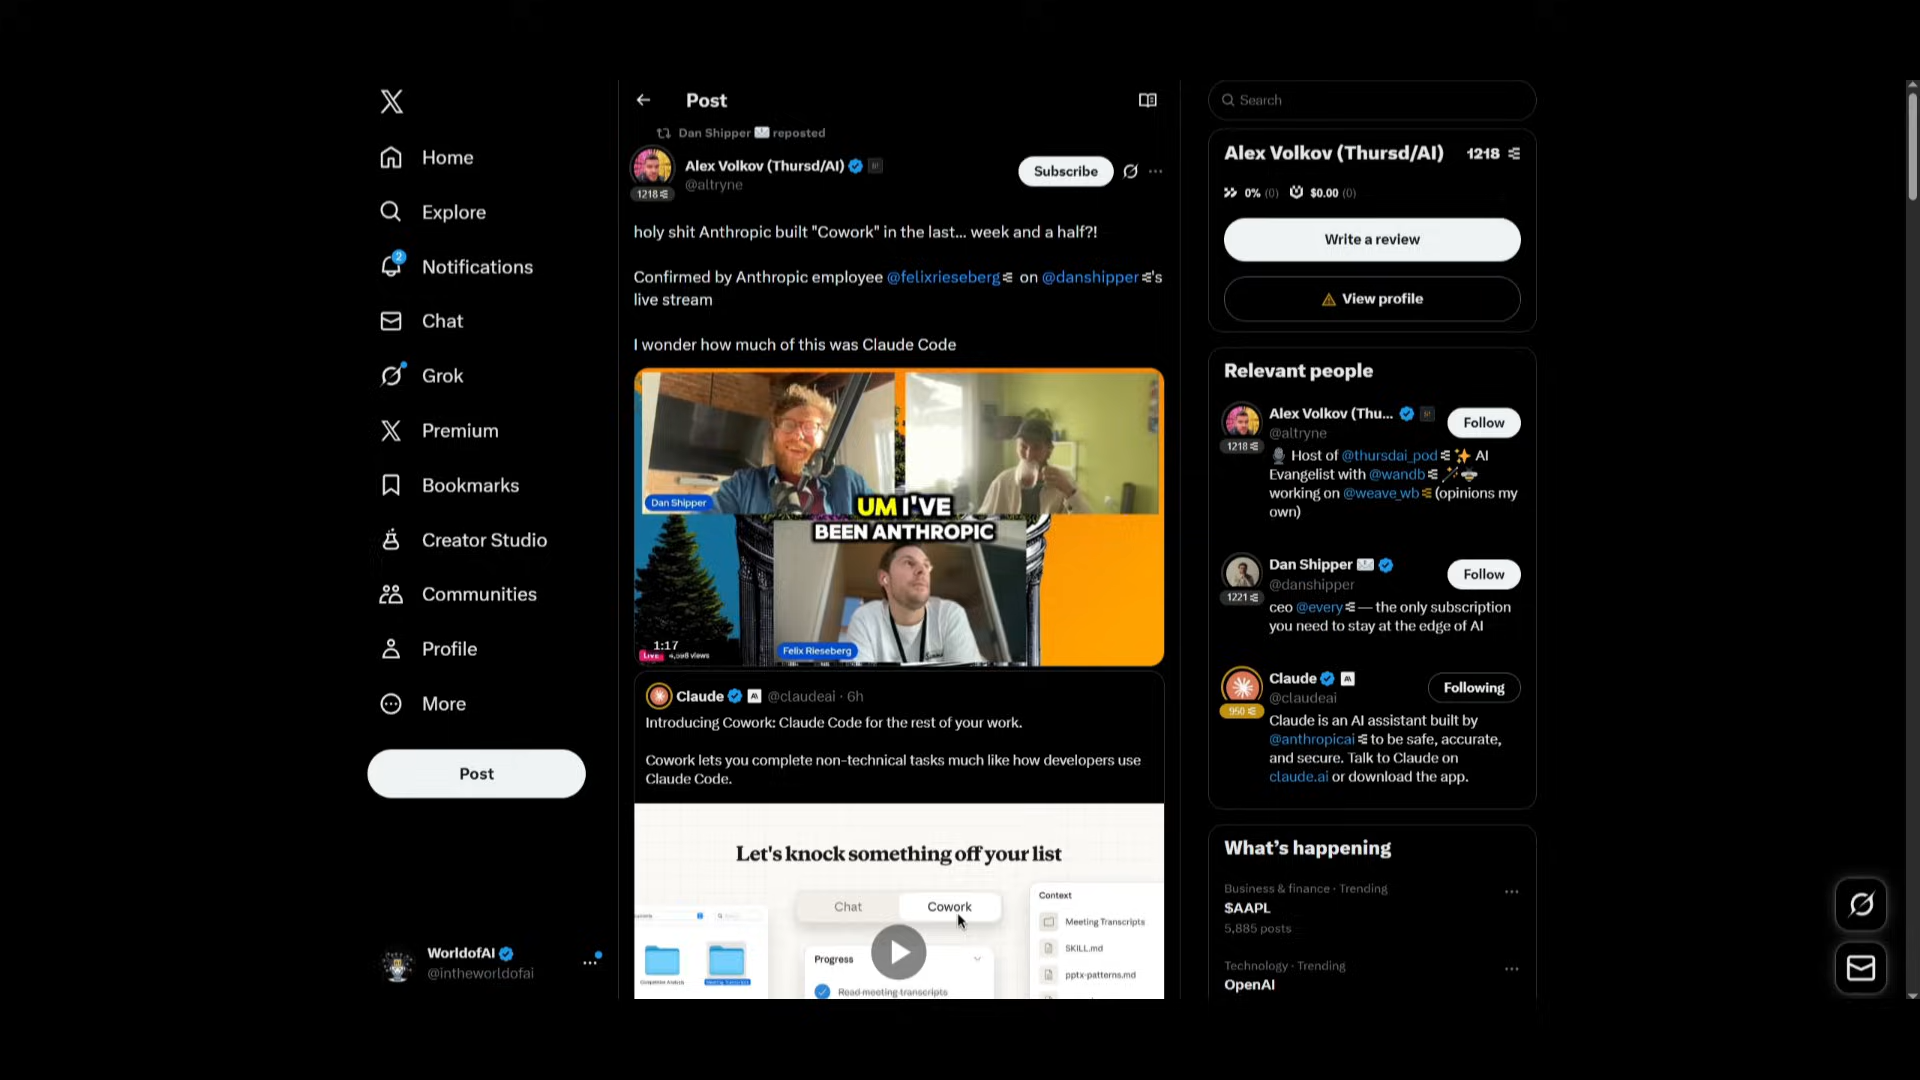 Home
Explore
2
Notifications
Chat
Grok
Premium
Bookmarks
Creator Studio
Communities
Profile
More
Post
WorldofAI
@intheworldofai
Post
Dan Shipper reposted
Alex Volkov (Thursd/AI)
@altryne
1218
Subscribe
holy shit Anthropic built "Cowork" in the last... week and a half?!
Confirmed by Anthropic employee @felixrieseberg on @danshipper's
live stream
I wonder how much of this was Claude Code
Dan Shipper
UM I'VE
BEEN ANTHROPIC
1:17
LIVE
views
Felix Rieseberg
Claude @claudeai · 6h
Introducing Cowork: Claude Code for the rest of your work.
Cowork lets you complete non-technical tasks much like how developers use
Claude Code.
Let's knock something off your list
Chat
Cowork
Progress
Read meeting transcripts
Context
Meeting Transcripts
SKILL.md
pptx-patterns.md
Search
Alex Volkov (Thursd/AI) 1218
0% (0) $0.00 (0)
Write a review
View profile
Relevant people
Alex Volkov (Thu...
@altryne
1218
Follow
Host of @thursdai_pod AI
Evangelist with @wandb
working on @weave_wb (opinions my
own)
Dan Shipper
@danshipper
1221
Follow
ceo @every — the only subscription
you need to stay at the edge of AI
Claude
@claudeai
950
Following
Claude is an AI assistant built by
@anthropicai to be safe, accurate,
and secure. Talk to Claude on
claude.ai or download the app.
What's happening
Business & finance · Trending
$AAPL
5,885 posts
Technology · Trending
OpenAI